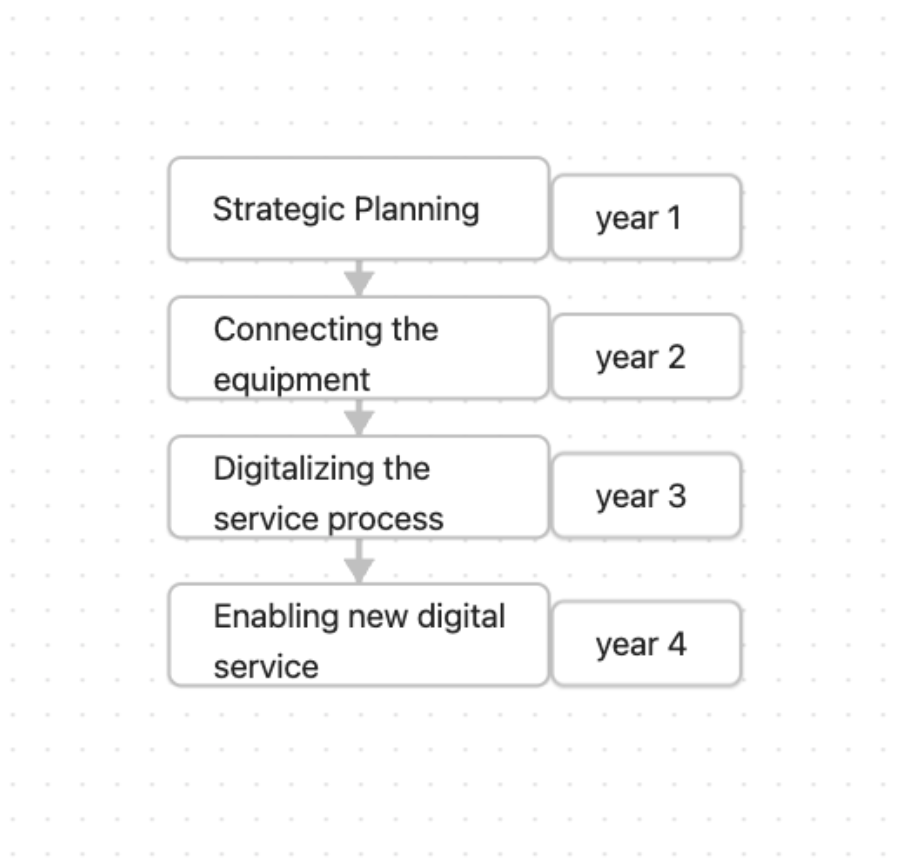 Strategic Planning
year 1
Connecting the
equipment
year 2
Digitalizing the
service process
year 3
Enabling new digital
service
year 4